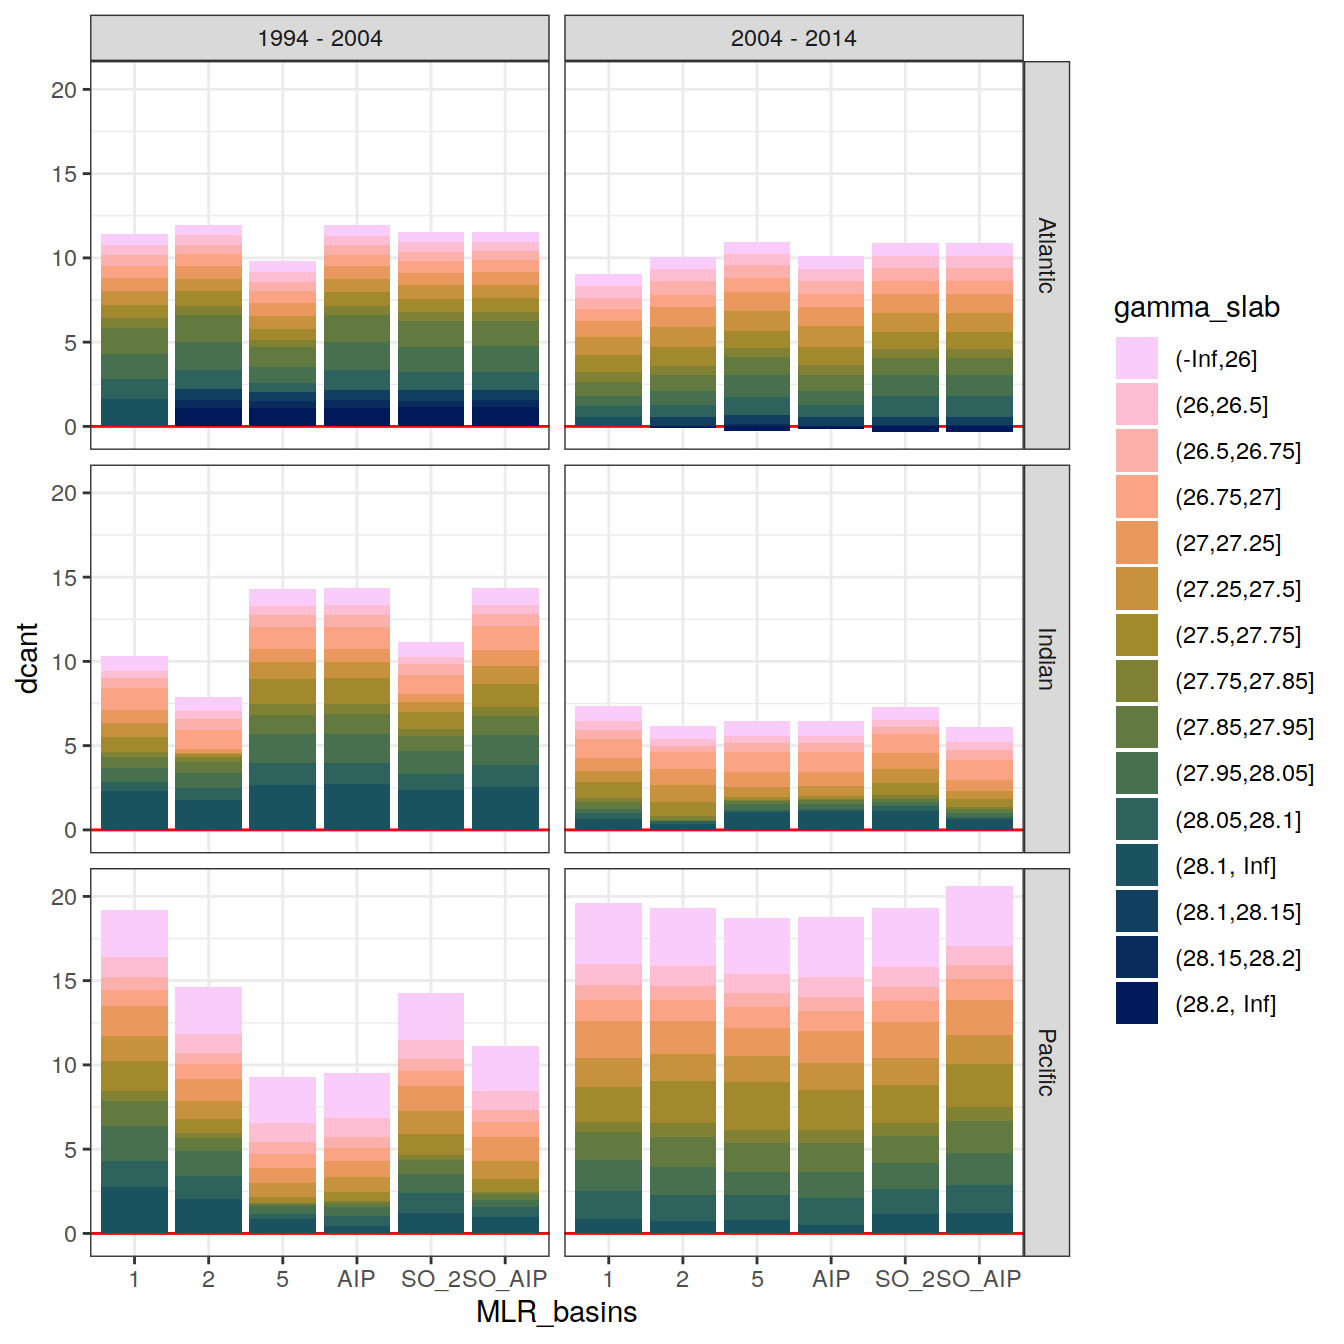 1994 - 2004
2004 - 2014
20
15
10
5
0
Atlantic
20
15
10
5
0
Indian
20
15
10
5
0
Pacific
dcant
1 2 5 AIP SO_2 SO_AIP
1 2 5 AIP SO_2 SO_AIP
MLR_basins
gamma_slab
(-Inf,26]
(26,26.5]
(26.5,26.75]
(26.75,27]
(27,27.25]
(27.25,27.5]
(27.5,27.75]
(27.75,27.85]
(27.85,27.95]
(27.95,28.05]
(28.05,28.1]
(28.1, Inf]
(28.1,28.15]
(28.15,28.2]
(28.2, Inf]